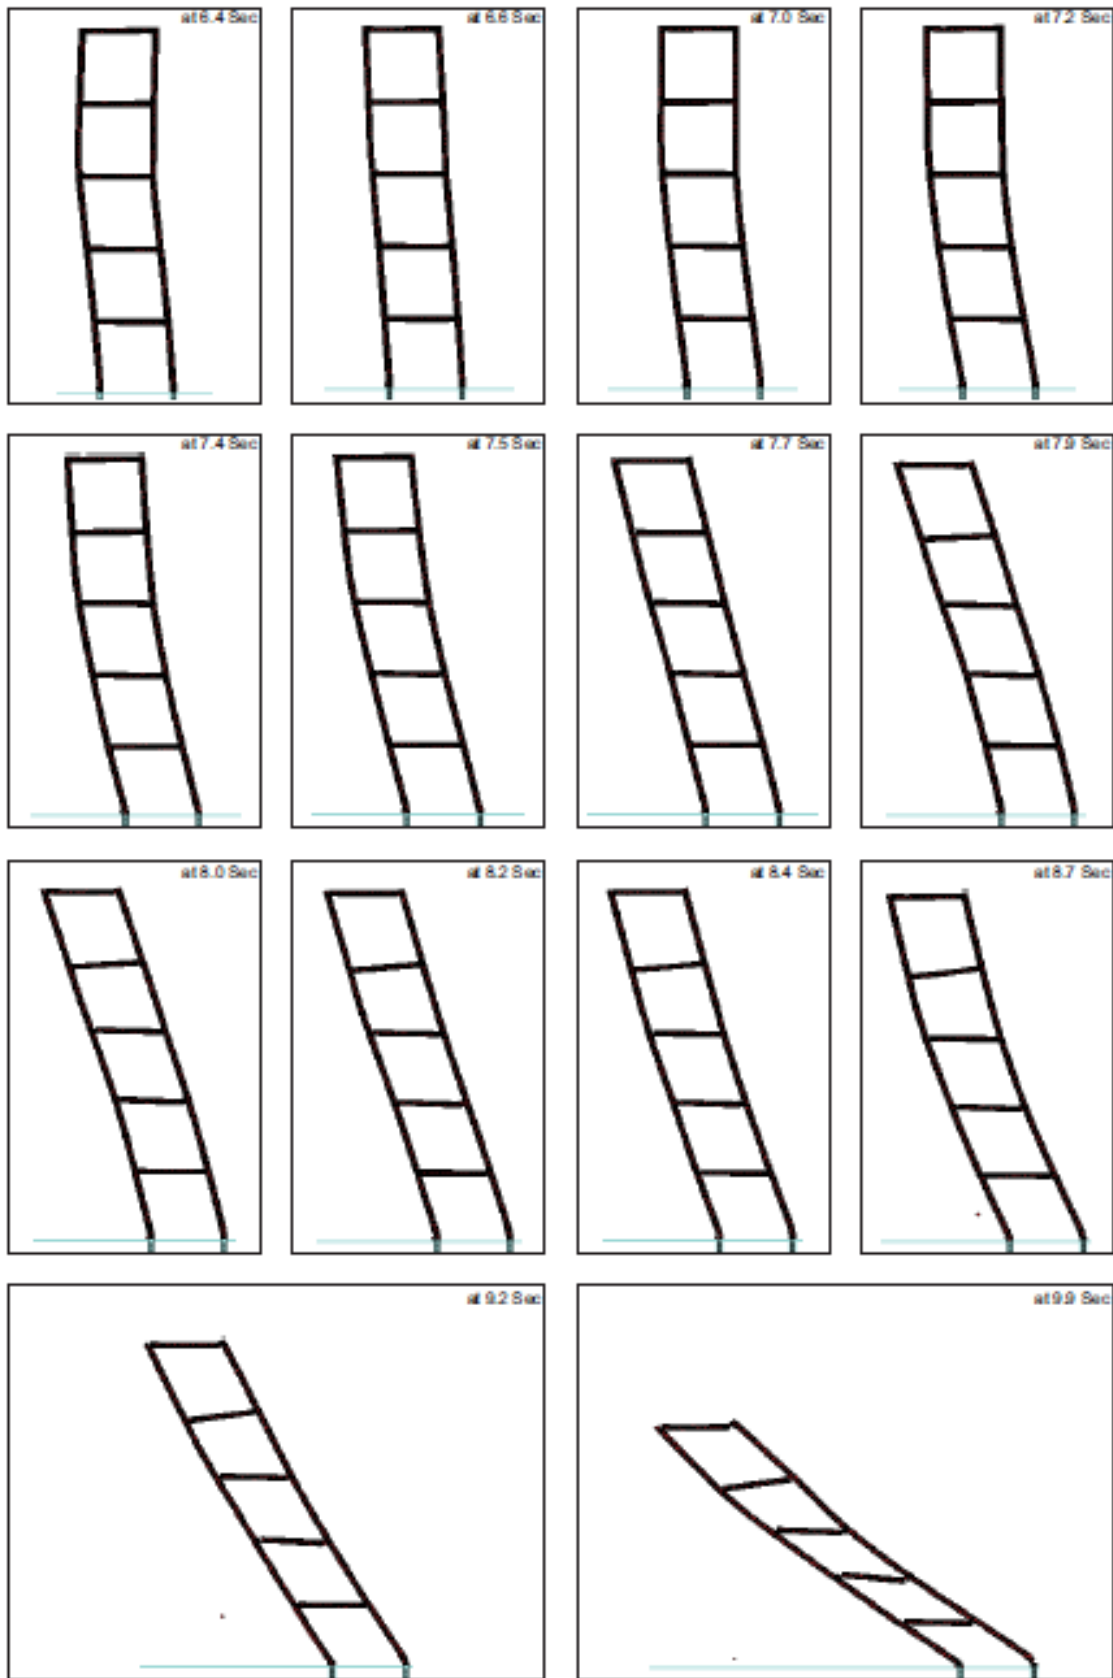 at 6.4 Sec
at 6.6 Sec
at 7.0 Sec
at 7.2 Sec
at 7.4 Sec
at 7.5 Sec
at 7.7 Sec
at 7.9 Sec
at 8.0 Sec
at 8.2 Sec
at 8.4 Sec
at 8.7 Sec
at 9.2 Sec
at 9.9 Sec